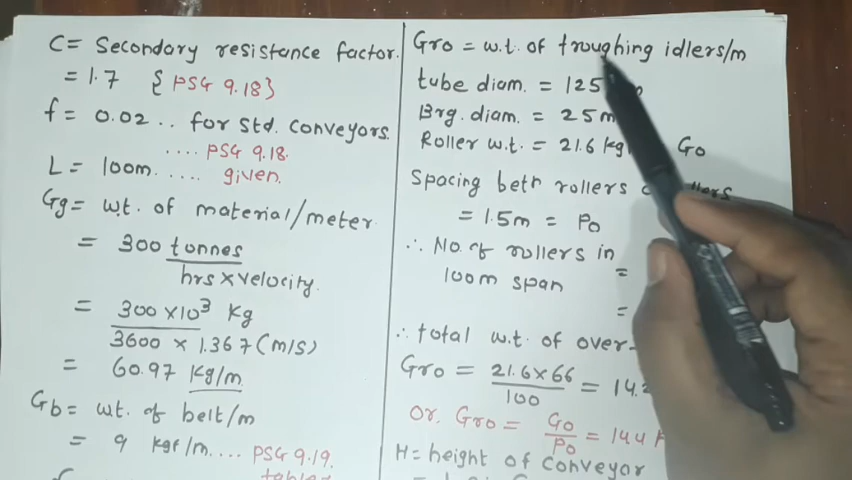 C = Secondary resistance factor.
= 1.7 { PSG 9.18}
f = 0.02 .. for Std. conveyors.
.... PSG 9.18.
L = 100m. .... given.
Gg = wt. of material/meter
= 300 tonnes
hrs x velocity.
= 300 x 10³ Kg
3600 x 1.367 (m/s)
= 60.97 kg/m
Gb = wt. of belt/m
= 9 kgf/m.... PSG 9.19.
Gro = w.t. of troughing idlers/m
tube diam. = 125
Brg. diam. = 25
Roller w.t. = 21.6 kg Go
Spacing betn rollers
= 1.5m = Po
∴ No. of rollers in
100m span =
=
∴ total w.t. of over-
Gro = 21.6 x 66 = 14.
100
Or. Gro = Go = 14.4
Po
H = height of conveyor